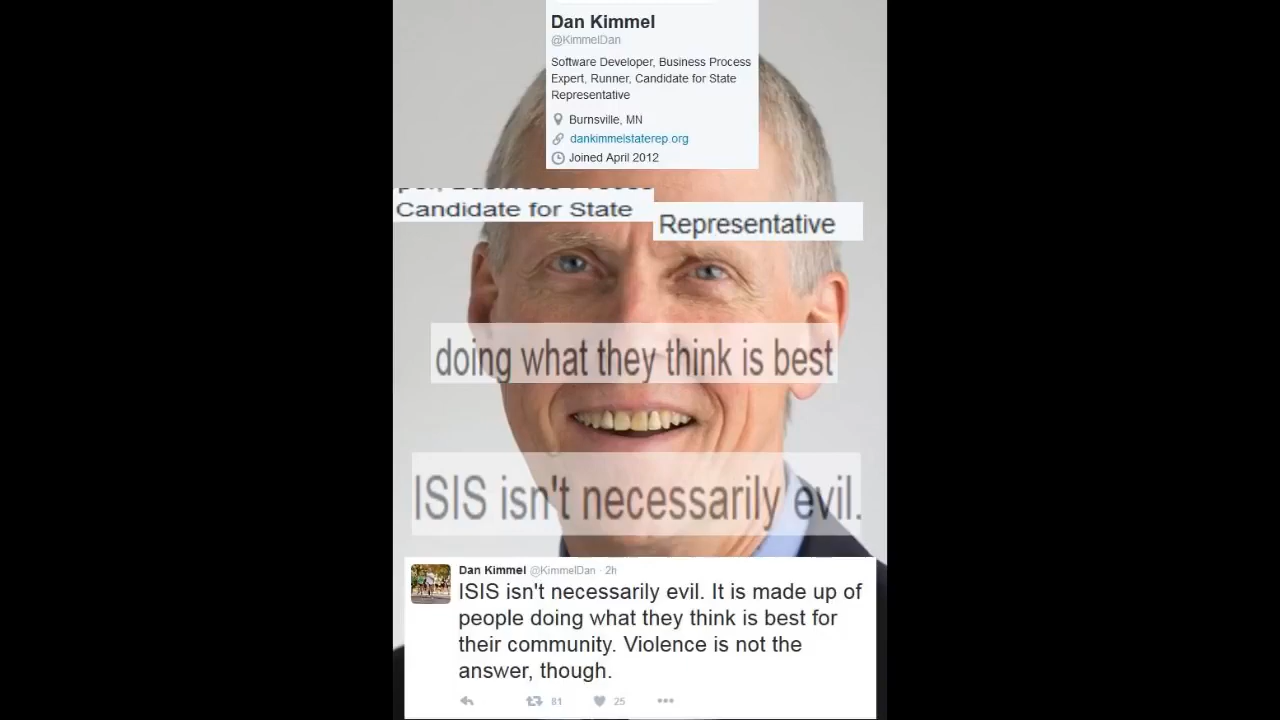 Dan Kimmel
@KimmelDan
Software Developer, Business Process
Expert, Runner, Candidate for State
Representative
Burnsville, MN
dankimmelstaterep.org
Joined April 2012
Candidate for State
Representative
doing what they think is best
ISIS isn't necessarily evil.
Dan Kimmel @KimmelDan · 2h
ISIS isn't necessarily evil. It is made up of
people doing what they think is best for
their community. Violence is not the
answer, though.
81 25